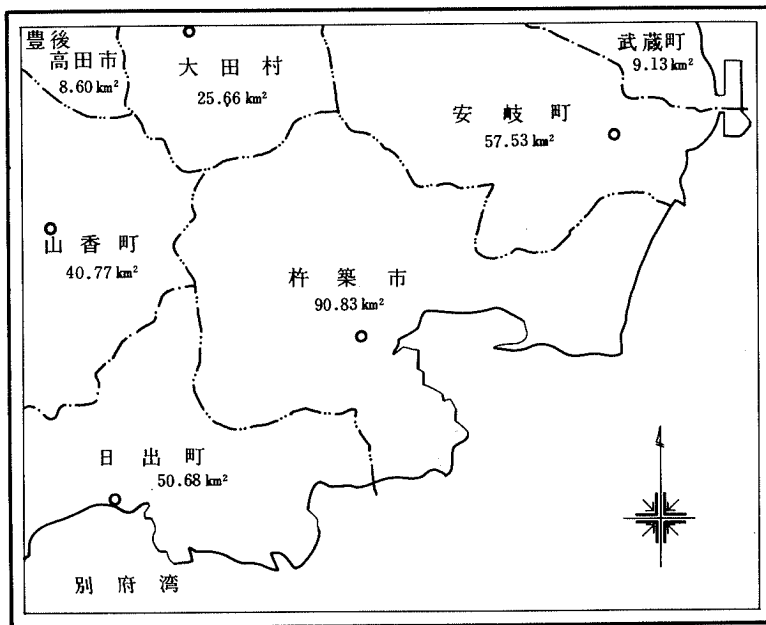 豊後
高田市
8.60km²
大田村
25.66km²
武蔵町
9.13km²
安岐町
57.53km²
山香町
40.77km²
杵築市
90.83km²
日出町
50.68km²
別府湾